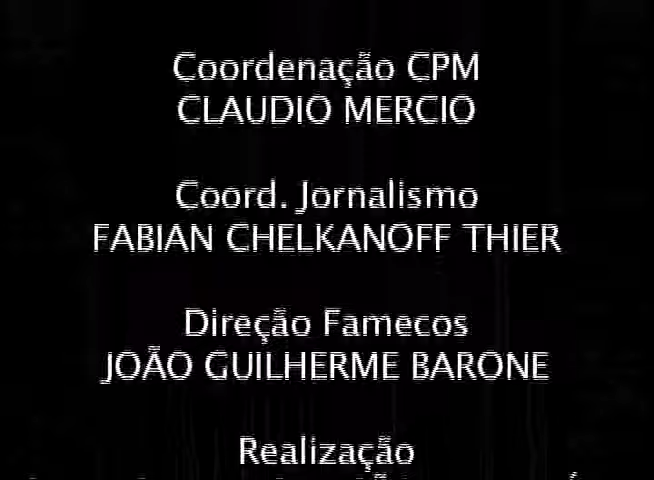 Coordenação CPM
CLAUDIO MERCIO
Coord. Jornalismo
FABIAN CHELKANOFF THIER
Direção Famecos
JOÃO GUILHERME BARONE
Realização